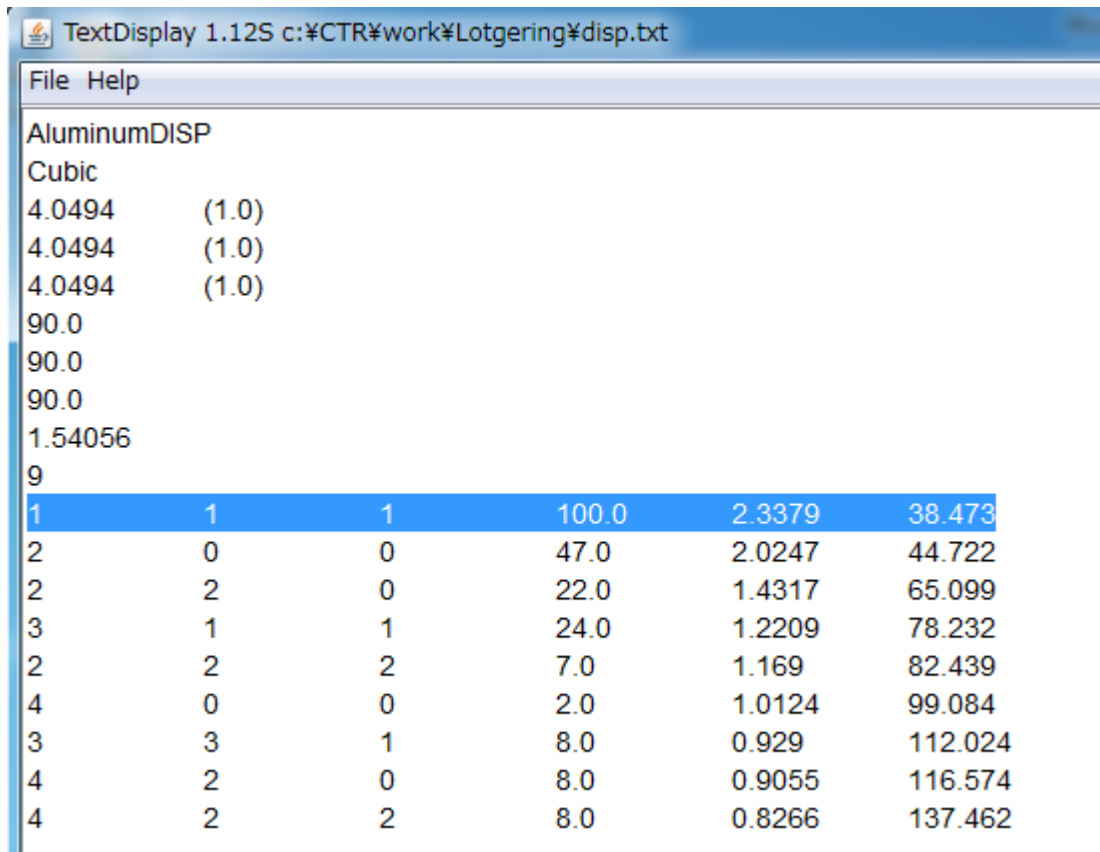 TextDisplay 1.12S c:¥CTR¥work¥Lotgering¥disp.txt
File Help
AluminumDISP
Cubic
4.0494 (1.0)
4.0494 (1.0)
4.0494 (1.0)
90.0
90.0
90.0
1.54056
9
1 1 1 100.0 2.3379 38.473
2 0 0 47.0 2.0247 44.722
2 2 0 22.0 1.4317 65.099
3 1 1 24.0 1.2209 78.232
2 2 2 7.0 1.169 82.439
4 0 0 2.0 1.0124 99.084
3 3 1 8.0 0.929 112.024
4 2 0 8.0 0.9055 116.574
4 2 2 8.0 0.8266 137.462